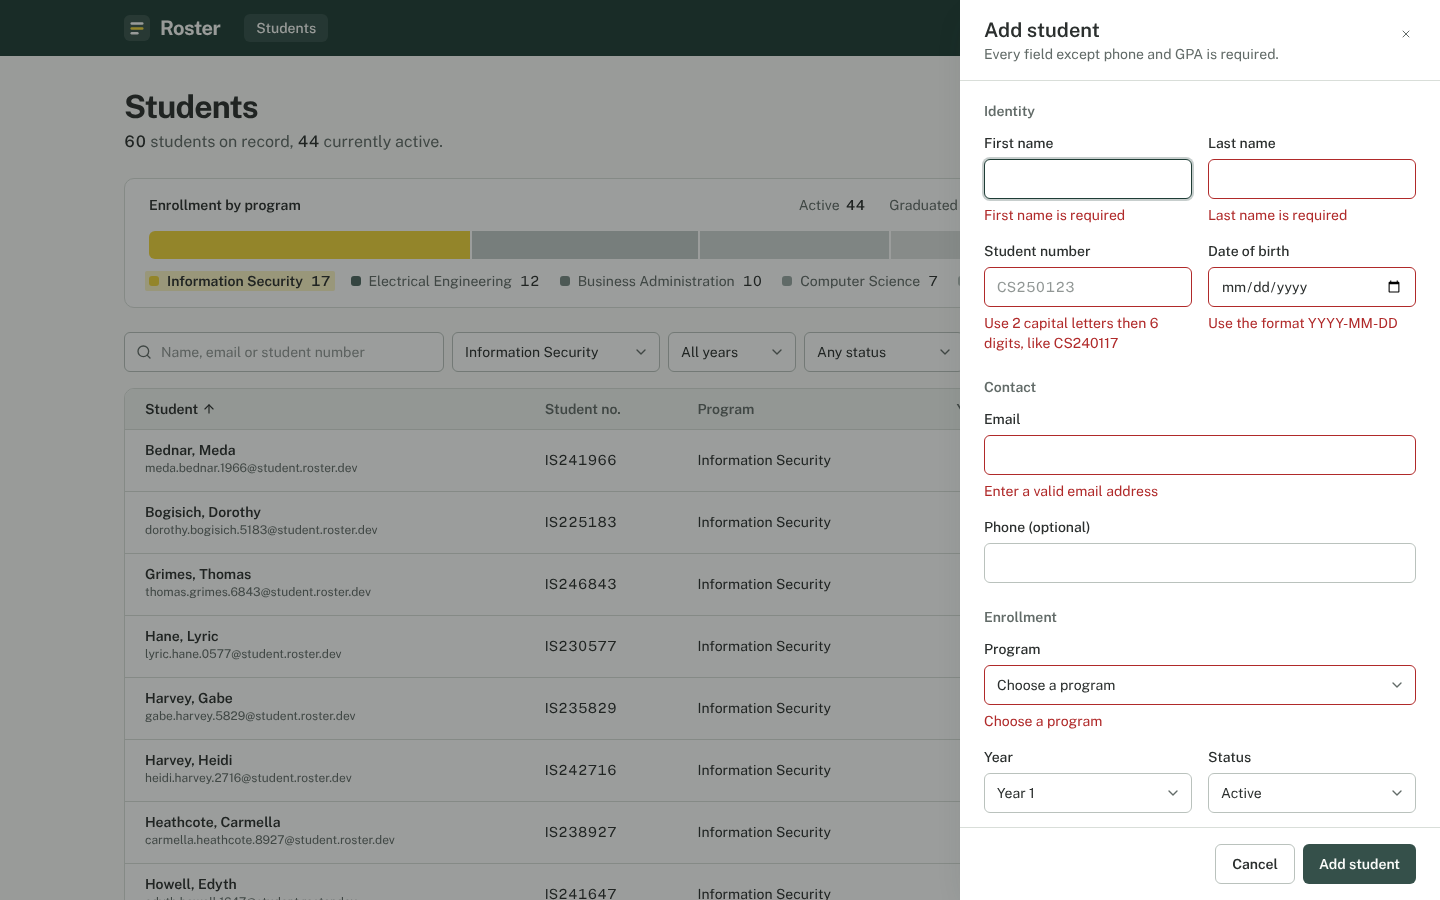 Roster
Students
Students
60 students on record, 44 currently active.
Enrollment by program
Active 44
Graduated
Information Security 17
Electrical Engineering 12
Business Administration 10
Computer Science 7
Name, email or student number
Information Security
All years
Any status
Student ↑
Student no.
Program
Bednar, Meda
meda.bednar.1966@student.roster.dev
IS241966
Information Security
Bogisich, Dorothy
dorothy.bogisich.5183@student.roster.dev
IS225183
Information Security
Grimes, Thomas
thomas.grimes.6843@student.roster.dev
IS246843
Information Security
Hane, Lyric
lyric.hane.0577@student.roster.dev
IS230577
Information Security
Harvey, Gabe
gabe.harvey.5829@student.roster.dev
IS235829
Information Security
Harvey, Heidi
heidi.harvey.2716@student.roster.dev
IS242716
Information Security
Heathcote, Carmella
carmella.heathcote.8927@student.roster.dev
IS238927
Information Security
Howell, Edyth
IS241647
Information Security
Add student
Every field except phone and GPA is required.
Identity
First name
Last name
First name is required
Last name is required
Student number
Date of birth
CS250123
mm/dd/yyyy
Use 2 capital letters then 6
digits, like CS240117
Use the format YYYY-MM-DD
Contact
Email
Enter a valid email address
Phone (optional)
Enrollment
Program
Choose a program
Choose a program
Year
Status
Year 1
Active
Cancel
Add student